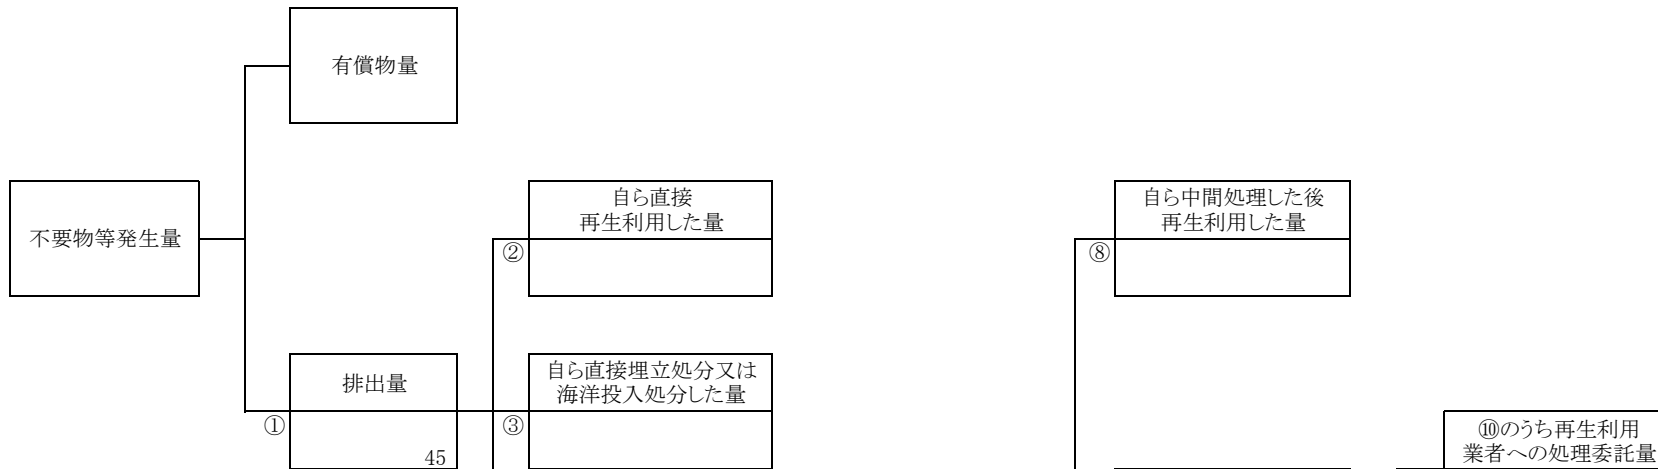 有償物量
不要物等発生量
自ら直接
再生利用した量
②
自ら中間処理した後
再生利用した量
⑧
排出量
①
45
自ら直接埋立処分又は
海洋投入処分した量
③
⑩のうち再生利用
業者への処理委託量